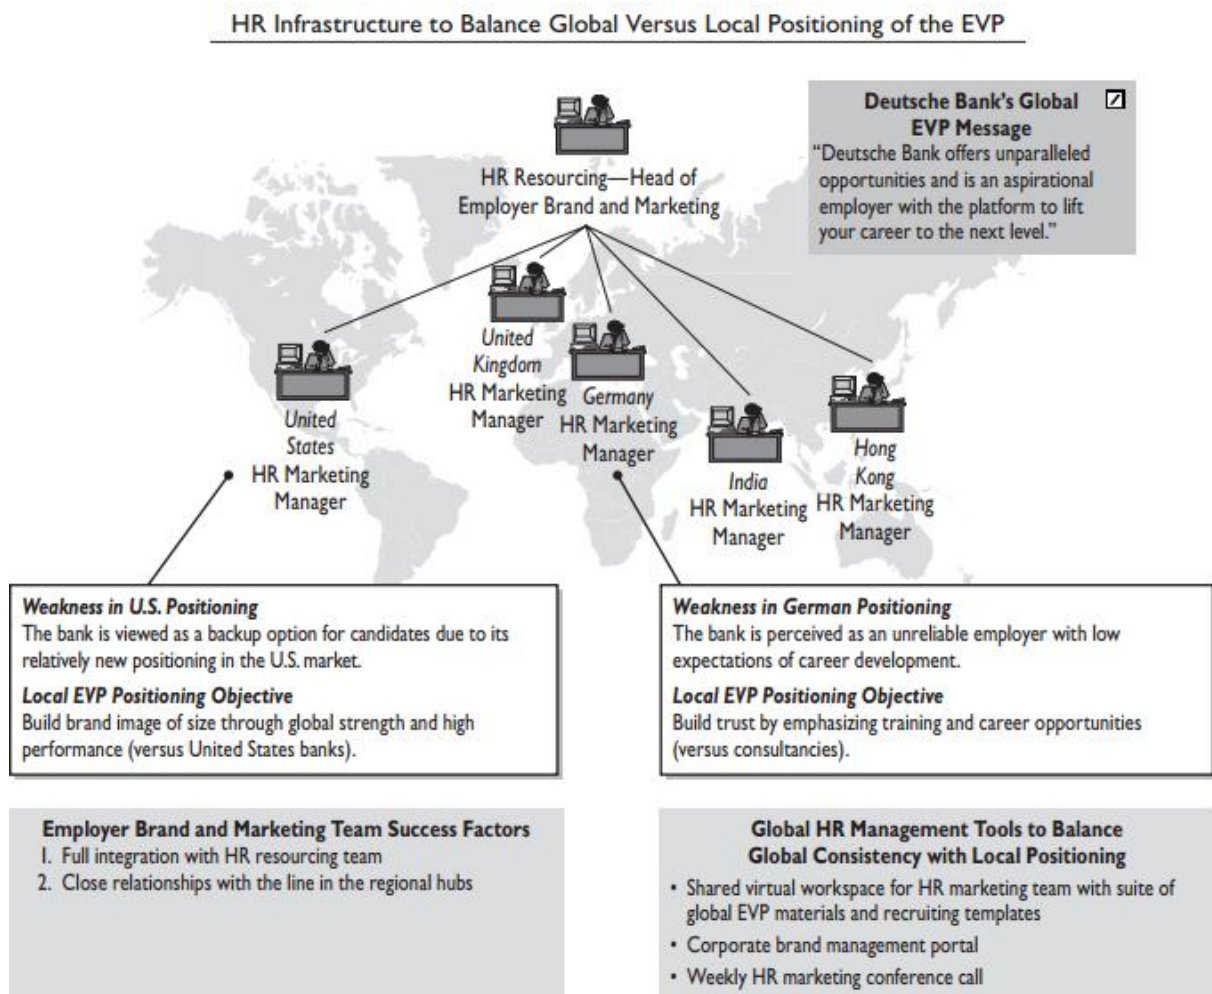 HR Infrastructure to Balance Global Versus Local Positioning of the EVP
Deutsche Bank’s Global
EVP Message
“Deutsche Bank offers unparalleled
opportunities and is an aspirational
employer with the platform to lift
your career to the next level.”
HR Resourcing—Head of
Employer Brand and Marketing
United
Kingdom
HR Marketing
Manager
Germany
HR Marketing
Manager
United
States
HR Marketing
Manager
India
HR Marketing
Manager
Hong
Kong
HR Marketing
Manager
Weakness in U.S. Positioning
The bank is viewed as a backup option for candidates due to its
relatively new positioning in the U.S. market.
Local EVP Positioning Objective
Build brand image of size through global strength and high
performance (versus United States banks).
Weakness in German Positioning
The bank is perceived as an unreliable employer with low
expectations of career development.
Local EVP Positioning Objective
Build trust by emphasizing training and career opportunities
(versus consultancies).
Employer Brand and Marketing Team Success Factors
1. Full integration with HR resourcing team
2. Close relationships with the line in the regional hubs
Global HR Management Tools to Balance
Global Consistency with Local Positioning
• Shared virtual workspace for HR marketing team with suite of
global EVP materials and recruiting templates
• Corporate brand management portal
• Weekly HR marketing conference call